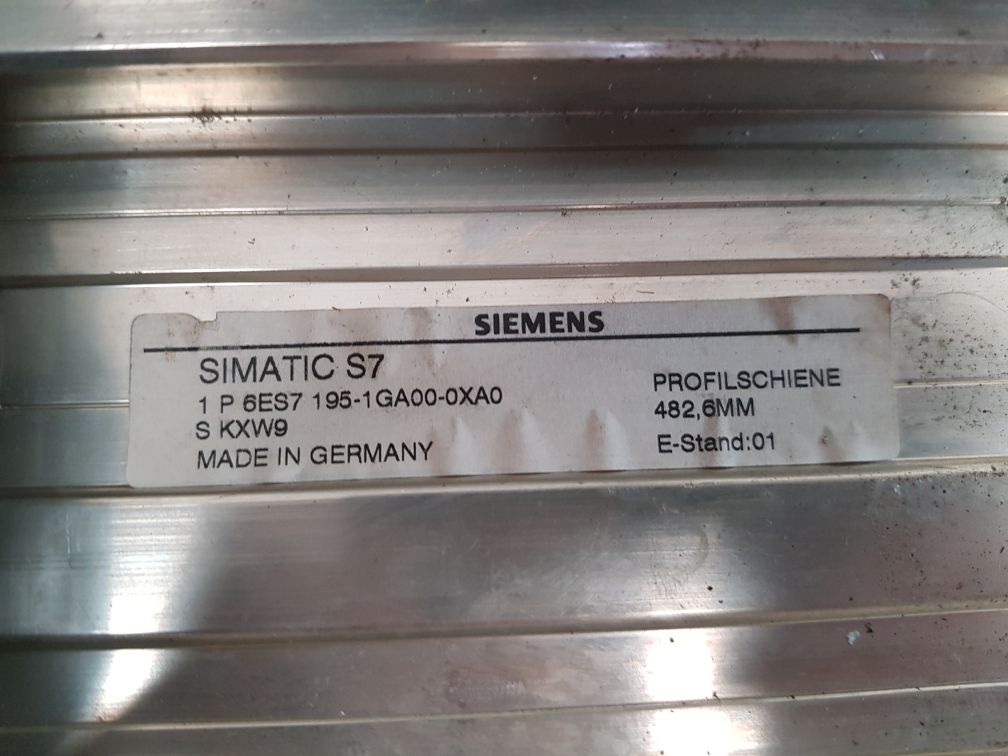 SIEMENS
SIMATIC S7
1 P 6ES7 195-1GA00-0XA0
S KXW9
MADE IN GERMANY
PROFILSCHIENE
482,6MM
E-Stand:01